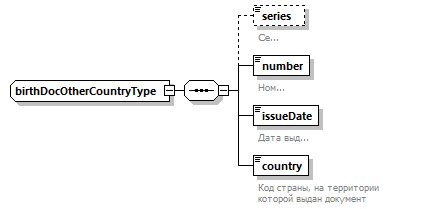 series
Се...
birthDocOtherCountryType
number
Ном...
issueDate
Дата выд...
country
Код страны, на территории
которой выдан документ